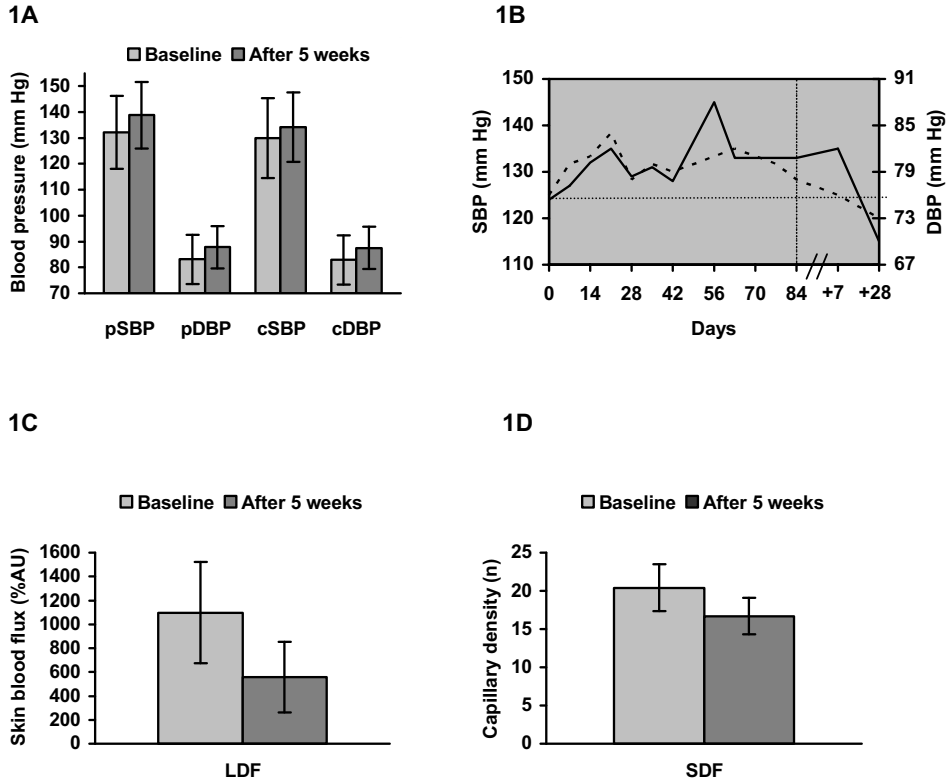 1A
Baseline After 5 weeks
Blood pressure (mm Hg)
150
140
130
120
110
100
90
80
70
pSBP pDBP cSBP cDBP
1B
SBP (mm Hg)
150
140
130
120
110
DBP (mm Hg)
91
85
79
73
67
0 14 28 42 56 70 84 +7 +28
Days
1C
Baseline After 5 weeks
Skin blood flux (%AU)
1600
1400
1200
1000
800
600
400
200
0
LDF
1D
Baseline After 5 weeks
Capillary density (n)
25
20
15
10
5
0
SDF